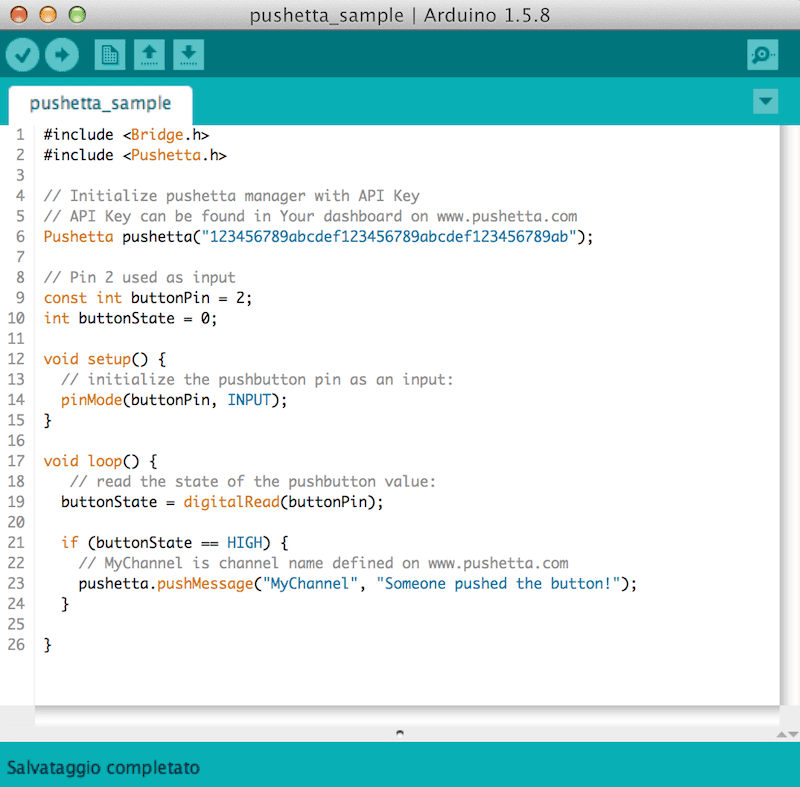 pushetta_sample | Arduino 1.5.8
pushetta_sample
1 #include <Bridge.h>
2 #include <Pushetta.h>
3
4 // Initialize pushetta manager with API Key
5 // API Key can be found in Your dashboard on www.pushetta.com
6 Pushetta pushetta("123456789abcdef123456789abcdef123456789ab");
7
8 // Pin 2 used as input
9 const int buttonPin = 2;
10 int buttonState = 0;
11
12 void setup() {
13   // initialize the pushbutton pin as an input:
14   pinMode(buttonPin, INPUT);
15 }
16
17 void loop() {
18    // read the state of the pushbutton value:
19   buttonState = digitalRead(buttonPin);
20
21   if (buttonState == HIGH) {
22     // MyChannel is channel name defined on www.pushetta.com
23     pushetta.pushMessage("MyChannel", "Someone pushed the button!");
24   }
25
26 }
Salvataggio completato